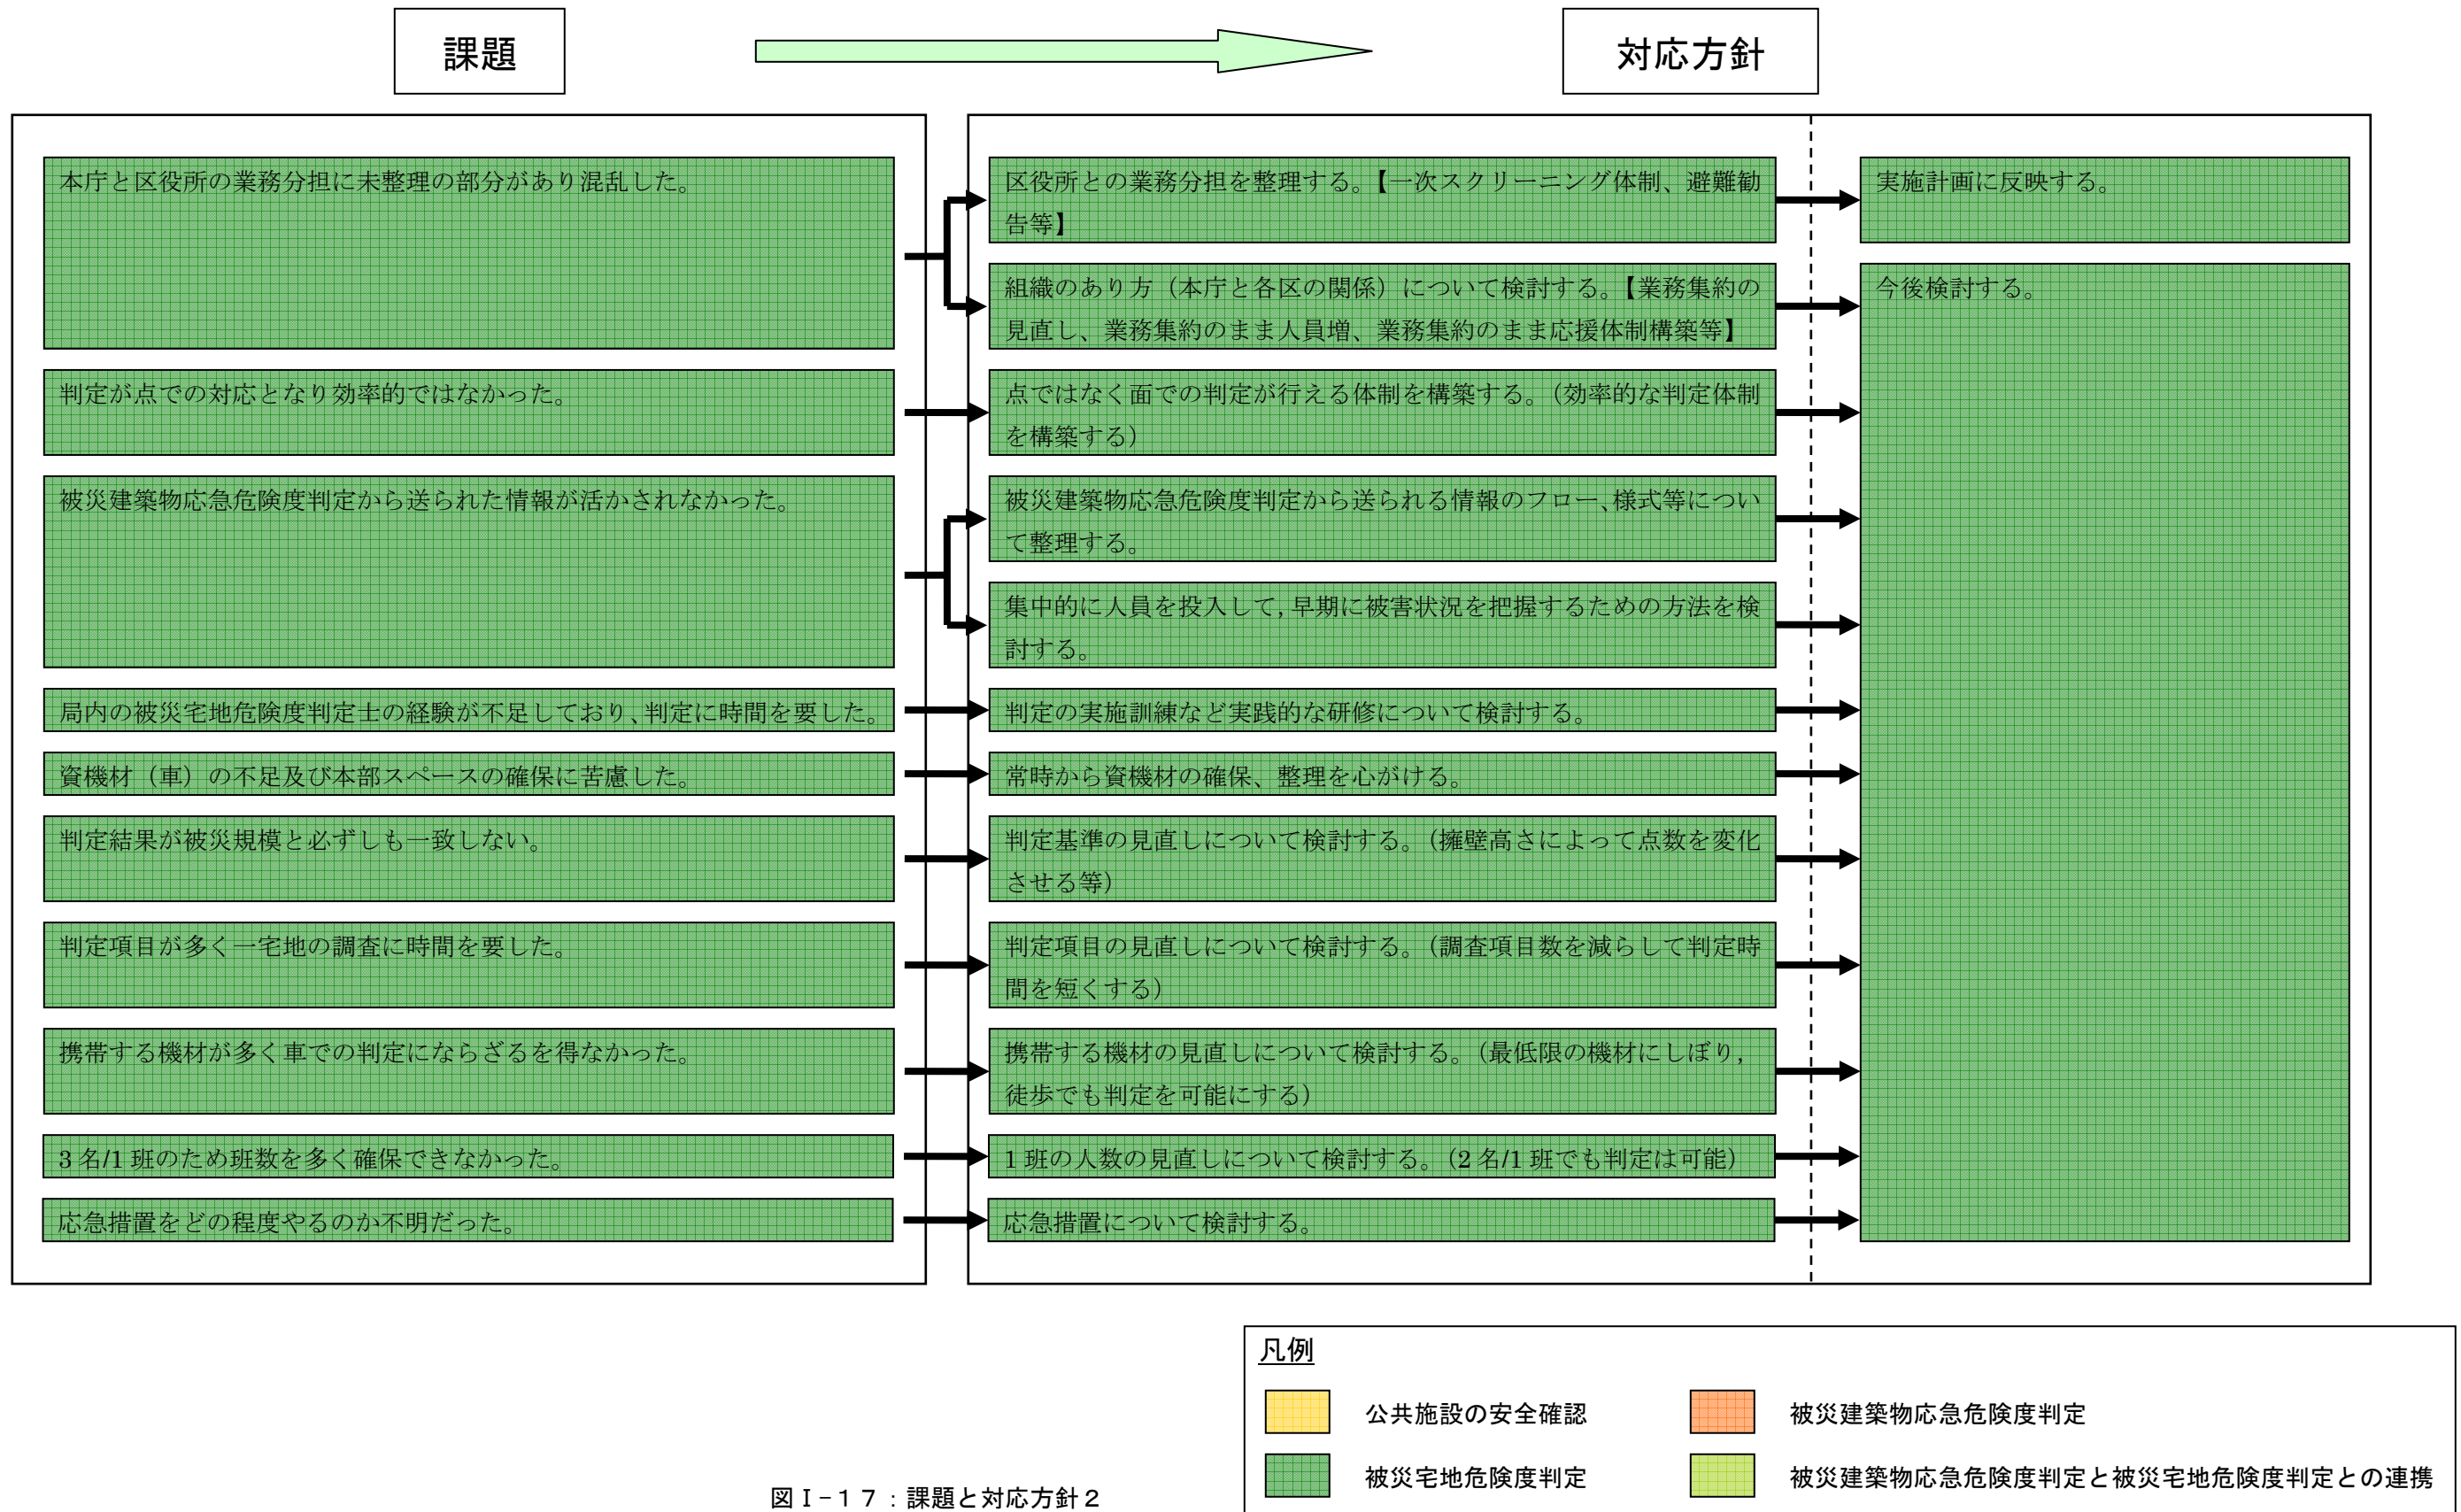 課題
対応方針
本庁と区役所の業務分担に未整理の部分があり混乱した。
区役所との業務分担を整理する。【一次スクリーニング体制、避難勧
告等】
実施計画に反映する。
組織のあり方（本庁と各区の関係）について検討する。【業務集約の
見直し、業務集約のまま人員増、業務集約のまま応援体制構築等】
今後検討する。
判定が点での対応となり効率的ではなかった。
点ではなく面での判定が行える体制を構築する。（効率的な判定体制
を構築する）
被災建築物応急危険度判定から送られた情報が活かされなかった。
被災建築物応急危険度判定から送られる情報のフロー、様式等につい
て整理する。
集中的に人員を投入して,早期に被害状況を把握するための方法を検
討する。
局内の被災宅地危険度判定士の経験が不足しており、判定に時間を要した。
判定の実施訓練など実践的な研修について検討する。
資機材（車）の不足及び本部スペースの確保に苦慮した。
常時から資機材の確保、整理を心がける。
判定結果が被災規模と必ずしも一致しない。
判定基準の見直しについて検討する。（擁壁高さによって点数を変化
させる等）
判定項目が多く一宅地の調査に時間を要した。
判定項目の見直しについて検討する。（調査項目数を減らして判定時
間を短くする）
携帯する機材が多く車での判定にならざるを得なかった。
携帯する機材の見直しについて検討する。（最低限の機材にしぼり,
徒歩でも判定を可能にする）
3 名/1 班のため班数を多く確保できなかった。
1 班の人数の見直しについて検討する。（2 名/1 班でも判定は可能）
応急措置をどの程度やるのか不明だった。
応急措置について検討する。
凡例
公共施設の安全確認
被災建築物応急危険度判定
被災宅地危険度判定
被災建築物応急危険度判定と被災宅地危険度判定との連携
図Ⅰ−１７：課題と対応方針２